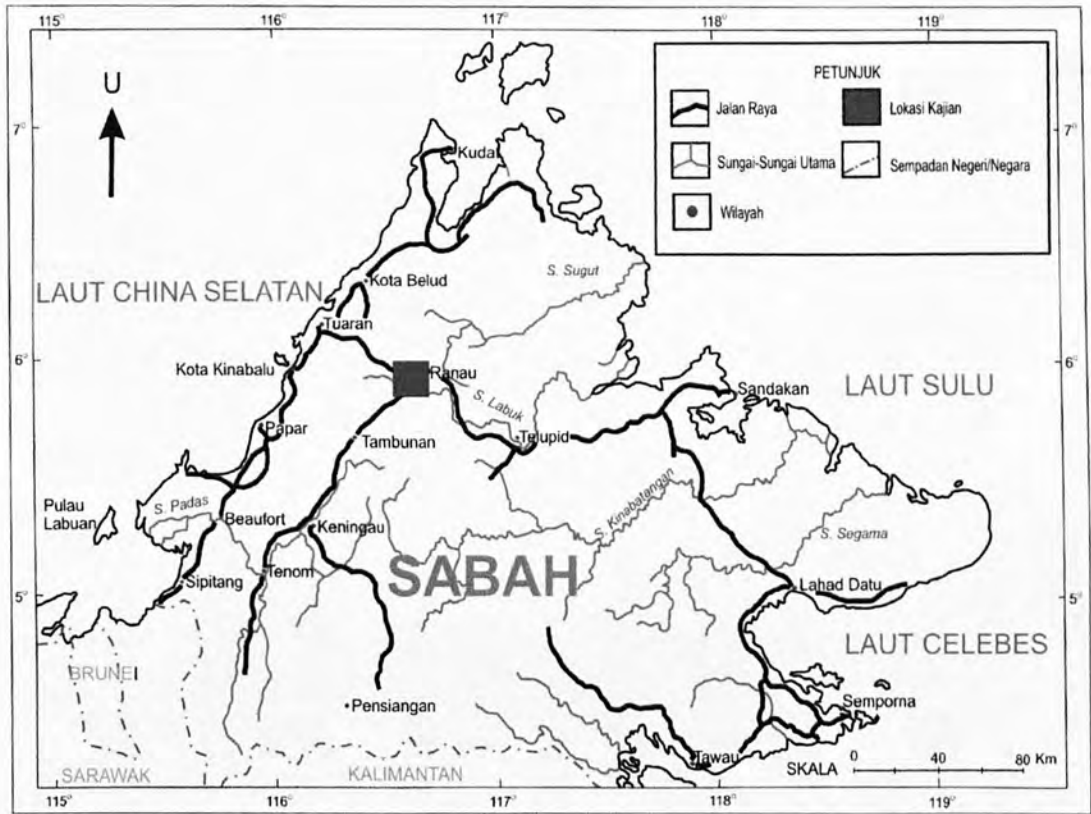 115°
116°
117°
118°
119°
U
PETUNJUK
Jalan Raya
Lokasi Kajian
Sungai-Sungai Utama
Sempadan Negeri/Negara
Wilayah
7°
7°
Kudat
S. Sugut
Kota Belud
LAUT CHINA SELATAN
Tuaran
6°
6°
Kota Kinabalu
Ranau
Sandakan
LAUT SULU
S. Labuk
Papar
Tambunan
Telupid
S. Kinabatangan
Pulau
Labuan
S. Padas
Beaufort
Keningau
S. Segama
SABAH
Sipitang
Tenom
Lahad Datu
5°
5°
LAUT CELEBES
BRUNEI
Pensiangan
Semporna
Tawau
SKALA
0 40 80 Km
SARAWAK
KALIMANTAN
115°
116°
117°
118°
119°